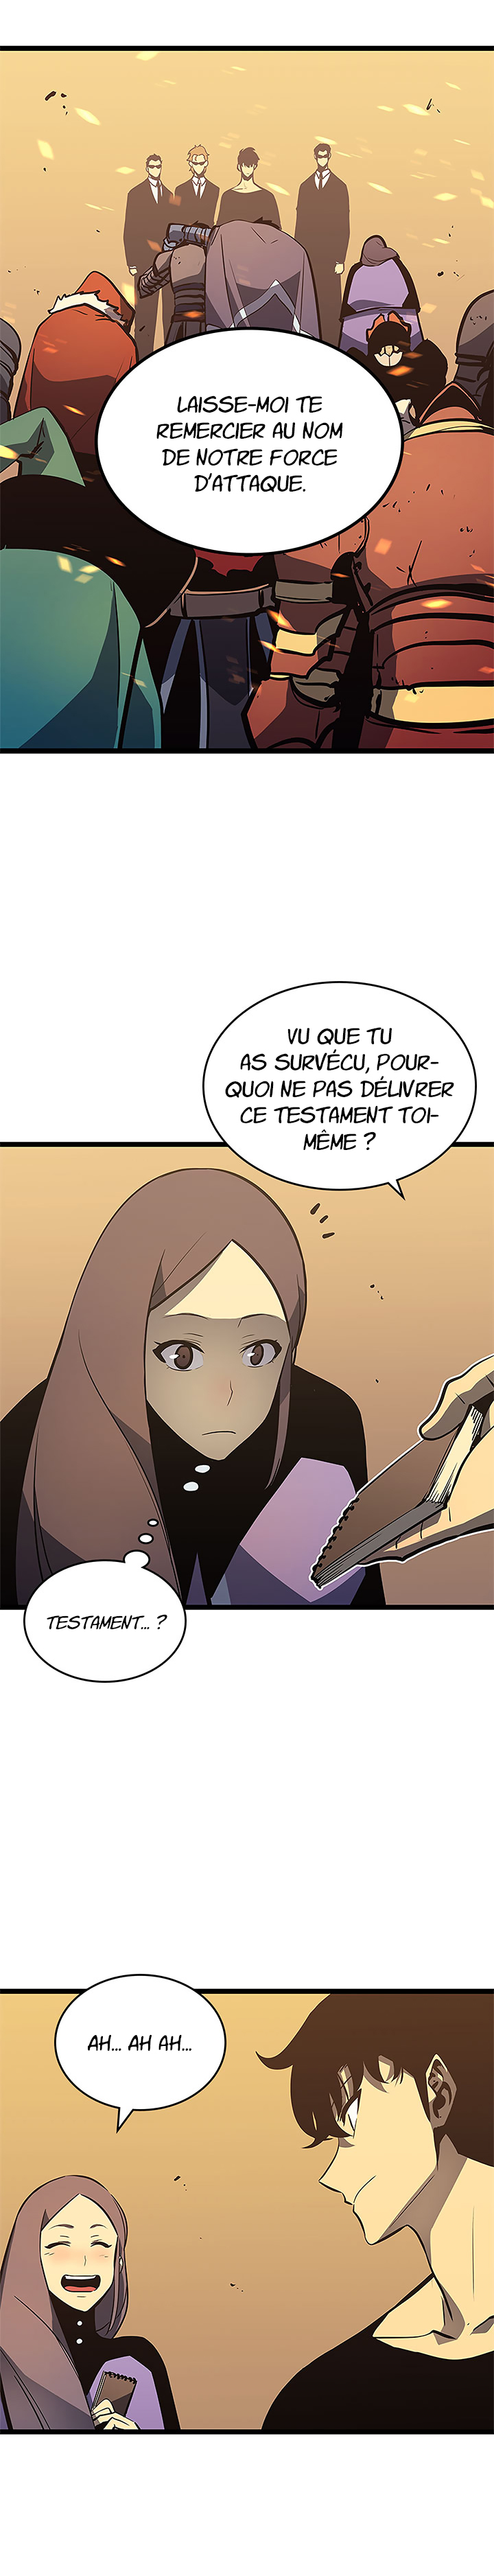 LAISSE-MOI TE
REMERCIER AU NOM
DE NOTRE FORCE
D'ATTAQUE.
VU QUE TU
AS SURVÉCU, POUR-
QUOI NE PAS DÉLIVRER
CE TESTAMENT TOI-
MÊME ?
TESTAMENT... ?
AH... AH AH...